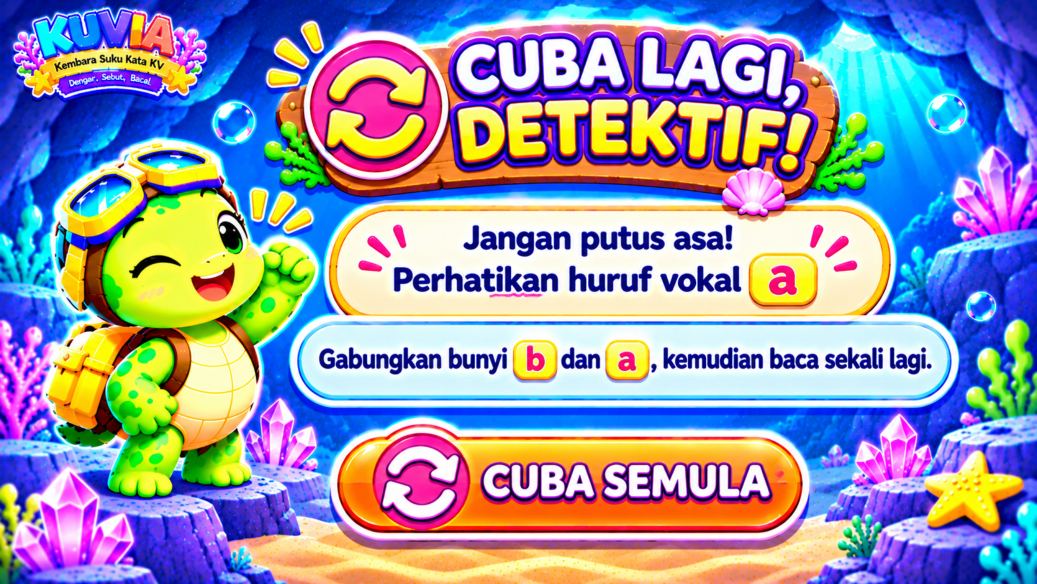 KUVIA
Kembara Suku Kata KV
Dengar, Sebut, Baca!
CUBA LAGI,
DETEKTIF!
Jangan putus asa!
Perhatikan huruf vokal a
Gabungkan bunyi b dan a, kemudian baca sekali lagi.
CUBA SEMULA